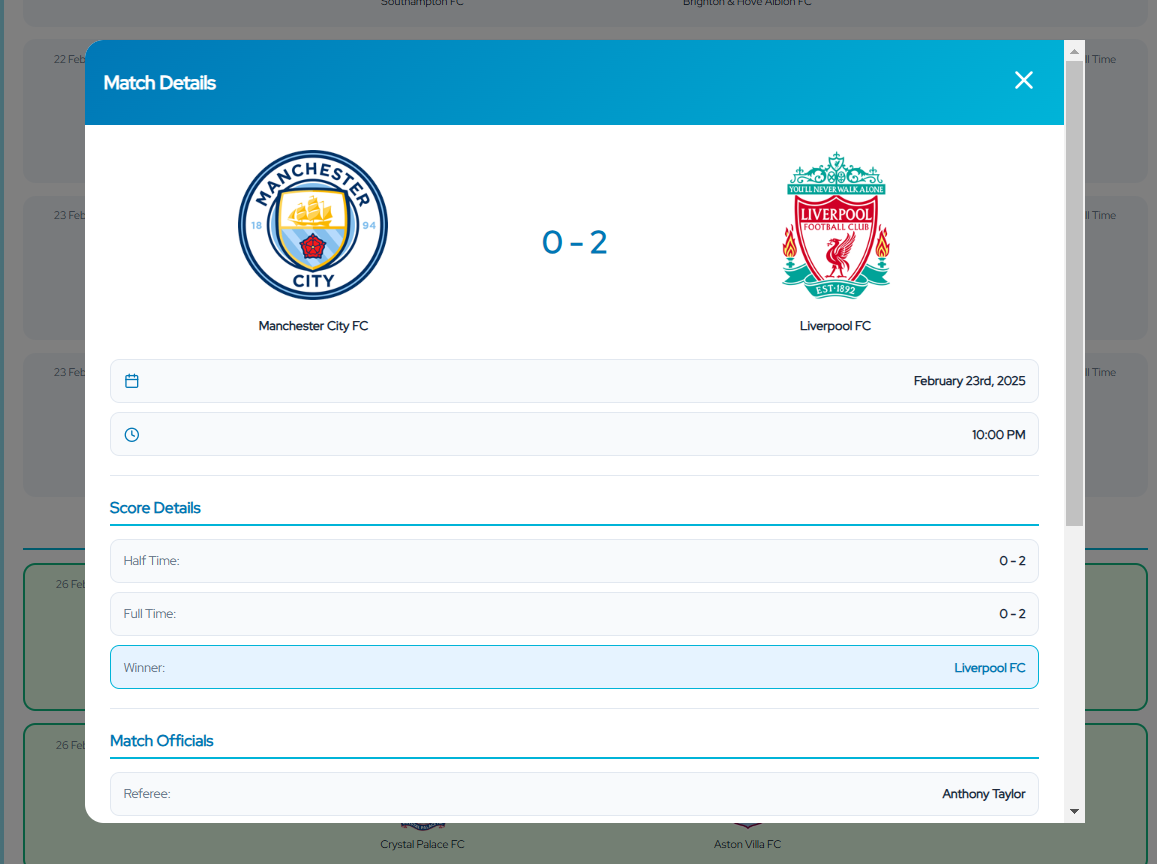 Southampton FC Brighton & Hove Albion FC
22 Feb ll Time
Match Details
MANCHESTER
18 94
CITY
YOU'LL NEVER WALK ALONE
LIVERPOOL
FOOTBALL CLUB
EST·1892
23 Feb ll Time
0 - 2
Manchester City FC Liverpool FC
23 Feb ll Time
February 23rd, 2025
10:00 PM
Score Details
Half Time: 0 - 2
26 Feb
Full Time: 0 - 2
Winner: Liverpool FC
Match Officials
26 Feb
Referee: Anthony Taylor
Crystal Palace FC Aston Villa FC